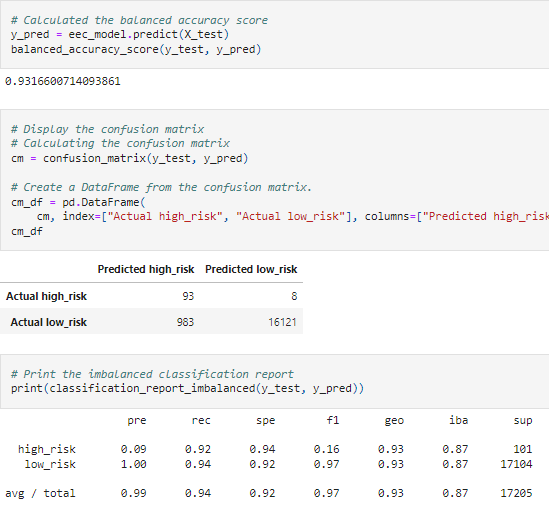 # Calculated the balanced accuracy score
y_pred = eec_model.predict(X_test)
balanced_accuracy_score(y_test, y_pred)
0.9316600714093861
# Display the confusion matrix
# Calculating the confusion matrix
cm = confusion_matrix(y_test, y_pred)
# Create a DataFrame from the confusion matrix.
cm_df = pd.DataFrame(
cm, index=["Actual high_risk", "Actual low_risk"], columns=["Predicted high_risk
cm_df
Predicted high_risk Predicted low_risk
Actual high_risk 93 8
Actual low_risk 983 16121
# Print the imbalanced classification report
print(classification_report_imbalanced(y_test, y_pred))
pre rec spe f1 geo iba sup
high_risk 0.09 0.92 0.94 0.16 0.93 0.87 101
low_risk 1.00 0.94 0.92 0.97 0.93 0.87 17104
avg / total 0.99 0.94 0.92 0.97 0.93 0.87 17205